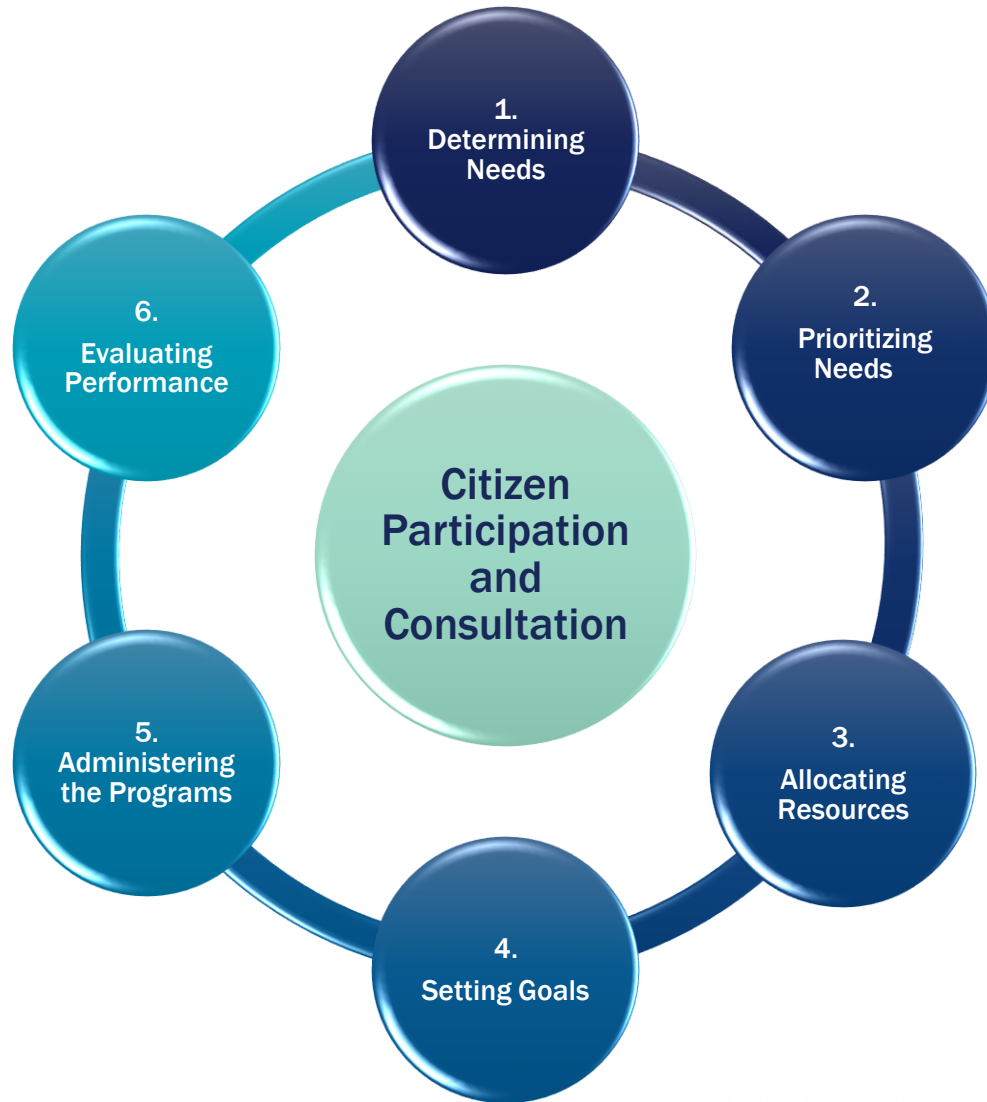 1.
Determining
Needs
2.
Prioritizing
Needs
3.
Allocating
Resources
4.
Setting Goals
5.
Administering
the Programs
6.
Evaluating
Performance
Citizen
Participation
and
Consultation